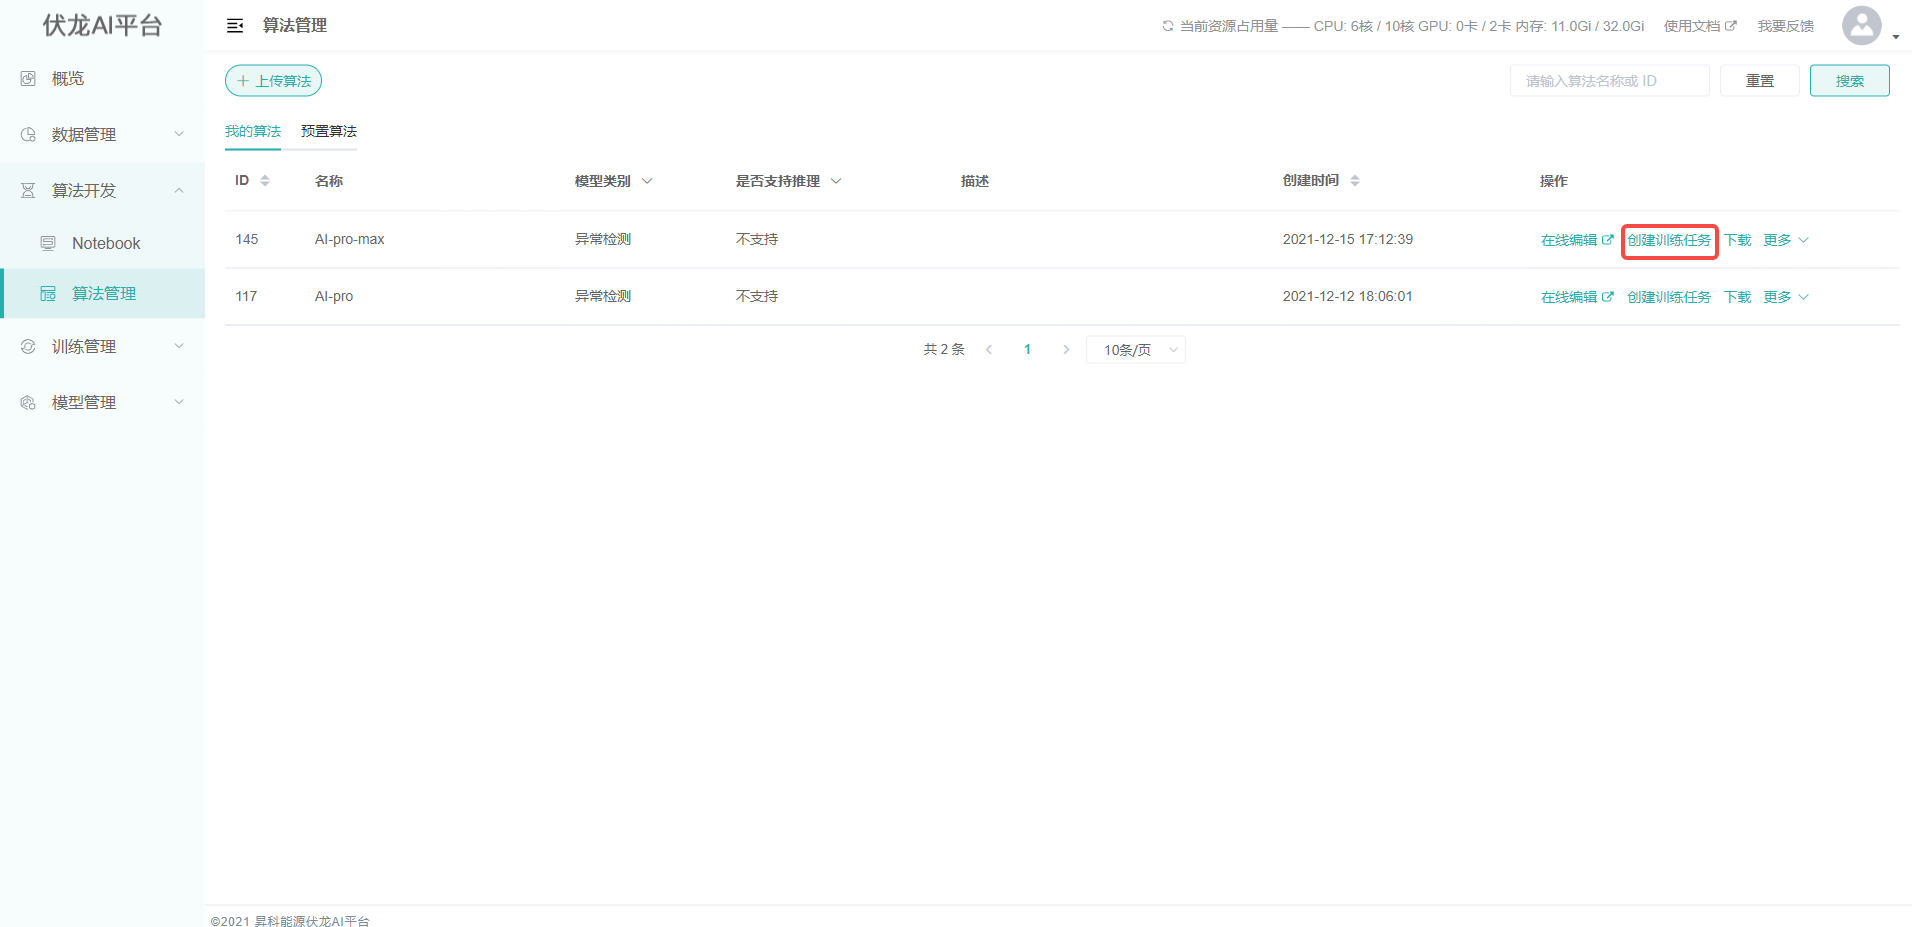 伏龙AI平台
概览
数据管理
算法开发
Notebook
算法管理
训练管理
模型管理
算法管理
当前资源占用量 —— CPU: 6核 / 10核 GPU: 0卡 / 2卡 内存: 11.0Gi / 32.0Gi 使用文档 我要反馈
上传算法 请输入算法名称或 ID 重置 搜索
我的算法 预置算法
ID 名称 模型类别 是否支持推理 描述 创建时间 操作
145 AI-pro-max 异常检测 不支持 2021-12-15 17:12:39 在线编辑 创建训练任务 下载 更多
117 AI-pro 异常检测 不支持 2021-12-12 18:06:01 在线编辑 创建训练任务 下载 更多
共 2 条 1 10条/页
©2021 昇科能源伏龙AI平台